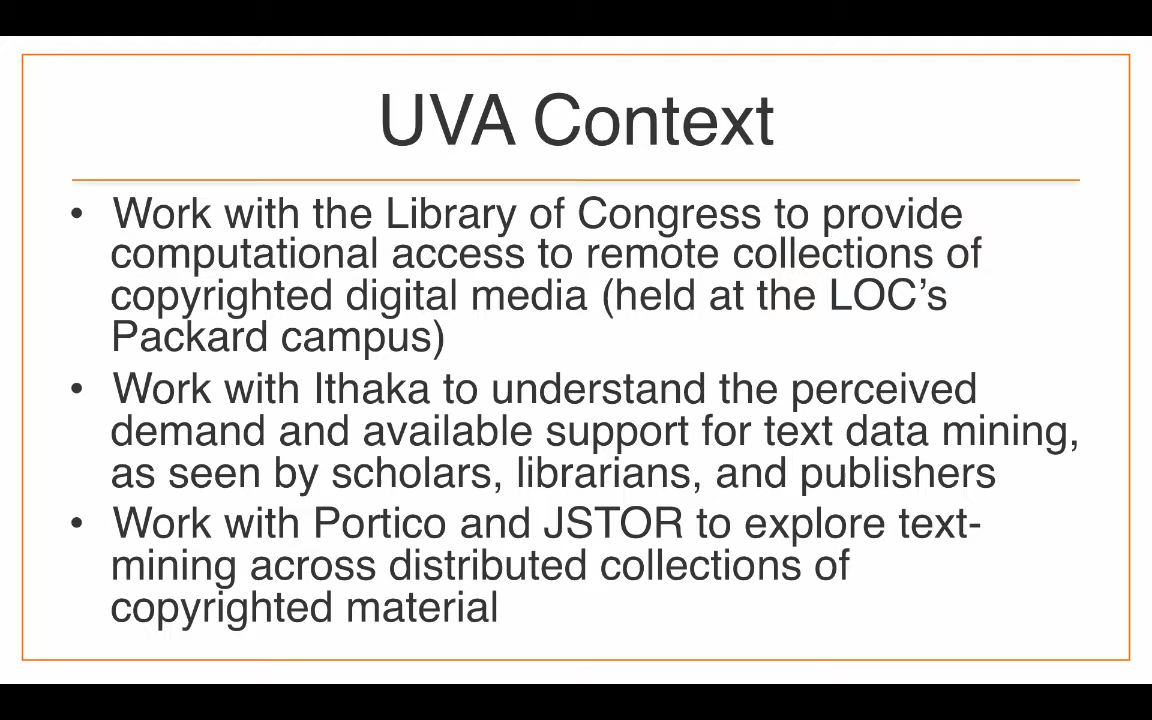 UVA Context
• Work with the Library of Congress to provide
computational access to remote collections of
copyrighted digital media (held at the LOC’s
Packard campus)
• Work with Ithaka to understand the perceived
demand and available support for text data mining,
as seen by scholars, librarians, and publishers
• Work with Portico and JSTOR to explore text-
mining across distributed collections of
copyrighted material